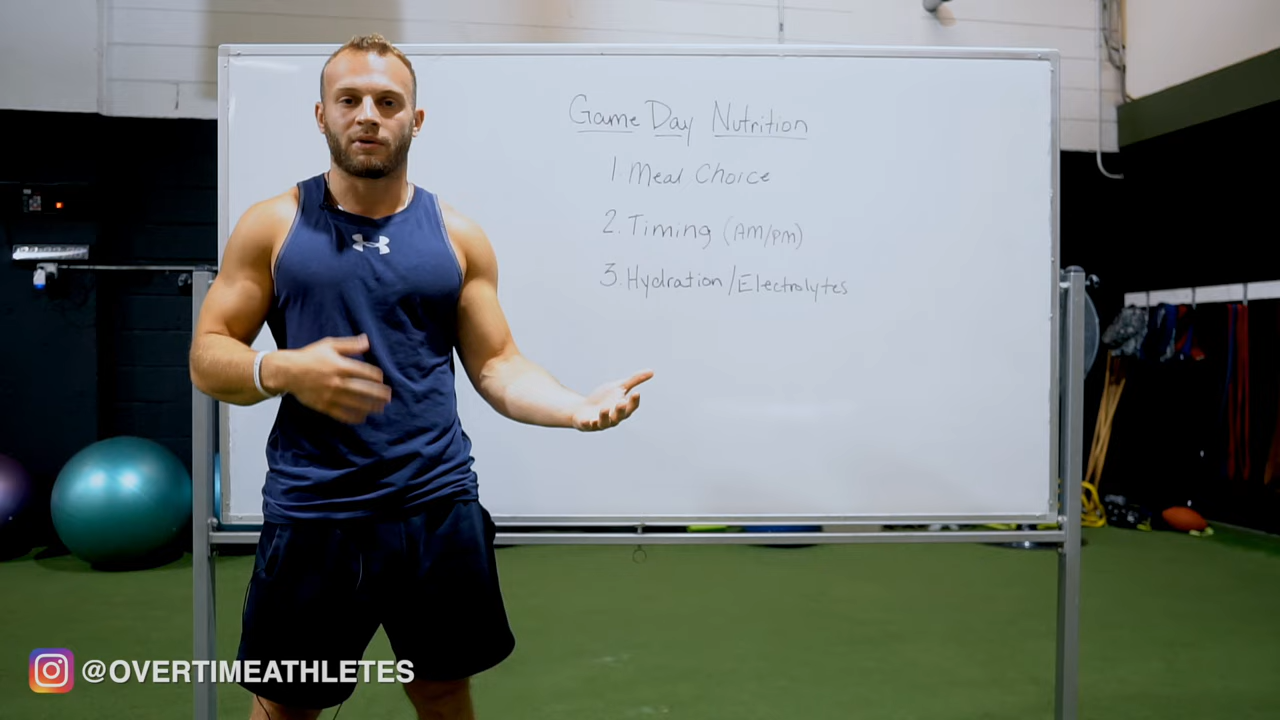 Game Day Nutrition
1. Meal Choice
2. Timing (AM/PM)
3. Hydration/Electrolytes
@OVERTIMEATHLETES